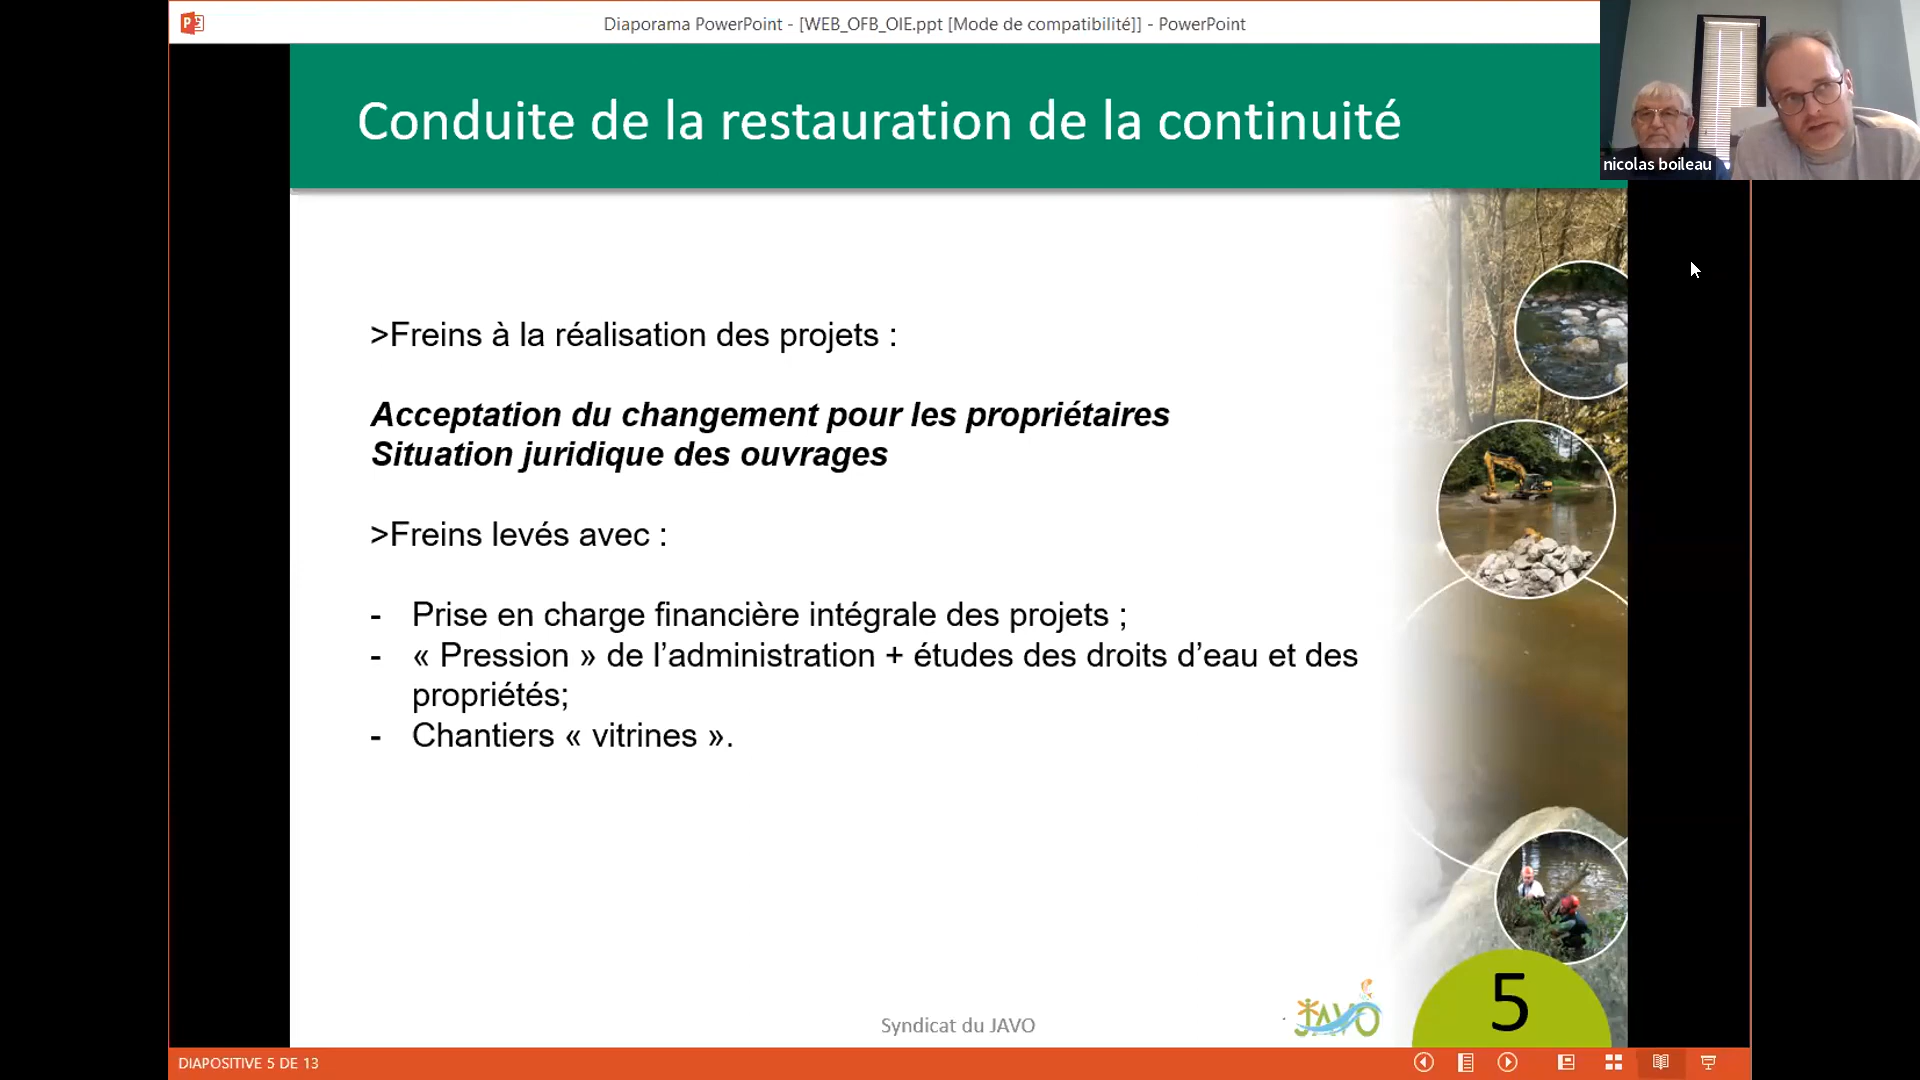 Diaporama PowerPoint - [WEB_OFB_OIE.ppt [Mode de compatibilité]] - PowerPoint
nicolas boileau
Conduite de la restauration de la continuité
>Freins à la réalisation des projets :
Acceptation du changement pour les propriétaires
Situation juridique des ouvrages
>Freins levés avec :
- Prise en charge financière intégrale des projets ;
- « Pression » de l’administration + études des droits d’eau et des
propriétés;
- Chantiers « vitrines ».
Syndicat du JAVO
JAVO
5
DIAPOSITIVE 5 DE 13